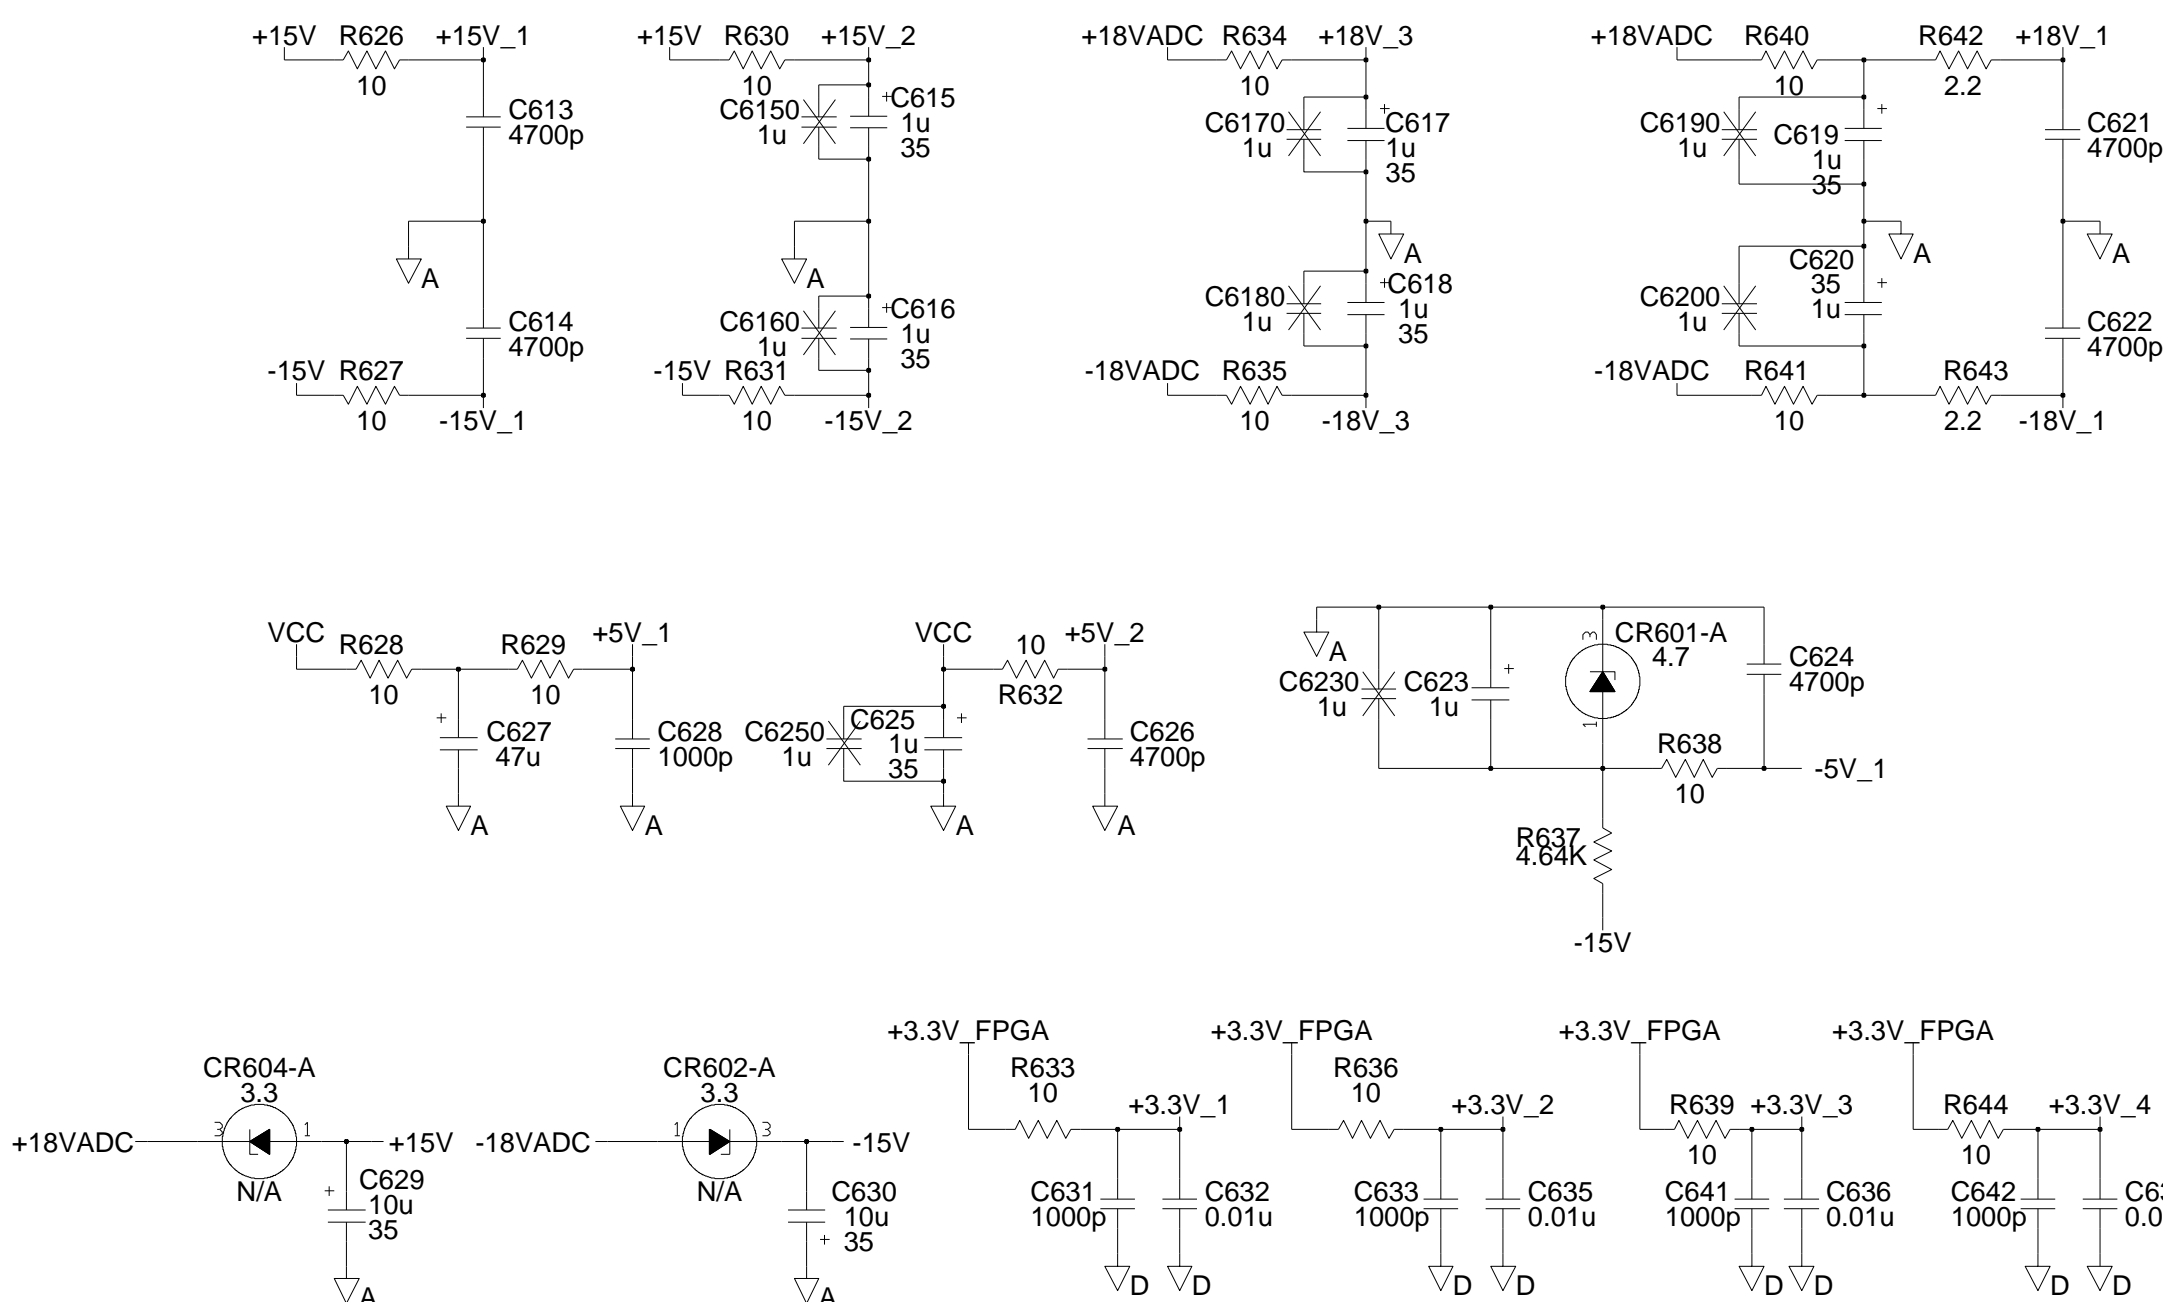 +15V R626 +15V_1
10
C613
4700p
A
C614
4700p
-15V R627
10 -15V_1
+15V R630 +15V_2
10
C6150
1u
+C615
1u
35
A
C6160
1u
+C616
1u
35
-15V R631
10 -15V_2
+18VADC R634 +18V_3
10
C6170
1u
+
C617
1u
35
A
C6180
1u
+C618
1u
35
-18VADC R635
10 -18V_3
+18VADC R640 R642 +18V_1
10 2.2
C6190
1u
+
C619
1u
35
C621
4700p
A A
C6200
1u
C620
35
1u
+
C622
4700p
-18VADC R641 R643
10 2.2 -18V_1
VCC R628 R629 +5V_1
10 10
+
C627
47u
C628
1000p
A A
VCC 10 +5V_2
R632
C6250
1u
C625
1u
35
+
C626
4700p
A A
A
C6230
1u
C623
1u
+
3
CR601-A
4.7
1
C624
4700p
R638
10
-5V_1
R637
4.64K
-15V
CR604-A
3.3
+18VADC 3 1 +15V
N/A
+
C629
10u
35
A
CR602-A
3.3
-18VADC 1 3 -15V
N/A
C630
10u
+ 35
A
+3.3V_FPGA
R633
10
+3.3V_1
C631
1000p
C632
0.01u
D D
+3.3V_FPGA
R636
10
+3.3V_2
C633
1000p
C635
0.01u
D D
+3.3V_FPGA
R639 +3.3V_3
10
C641
1000p
C636
0.01u
D D
+3.3V_FPGA
R644 +3.3V_4
10
C642
1000p
D D